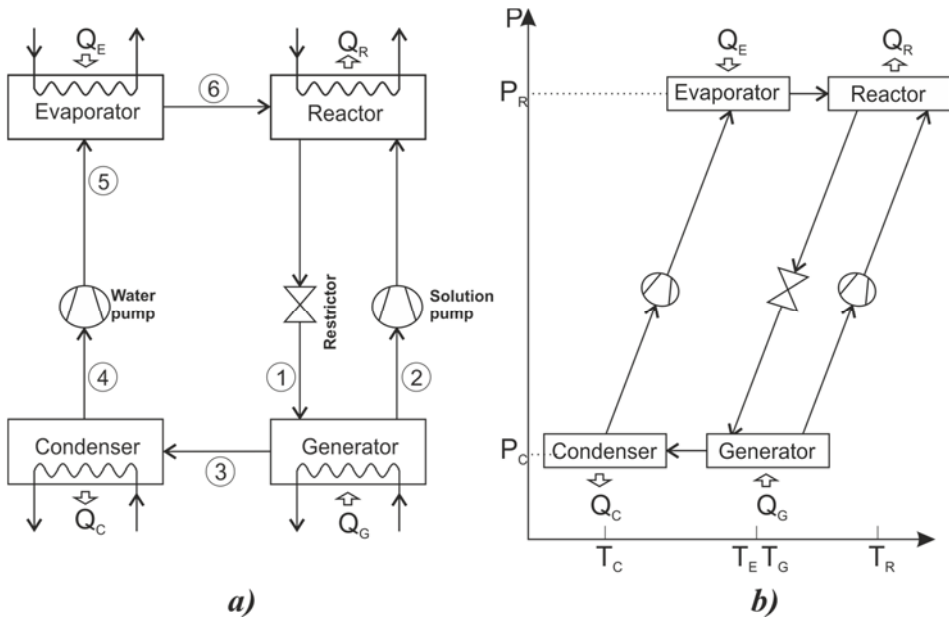 Q_E
Q_R
Evaporator
6
Reactor
5
Water
pump
Restrictor
Solution
pump
4
1
2
Condenser
3
Generator
Q_C
Q_G
a)
P
Q_E
Q_R
P_R
Evaporator
Reactor
P_C
Condenser
Generator
Q_C
Q_G
T_C
T_E T_G
T_R
b)